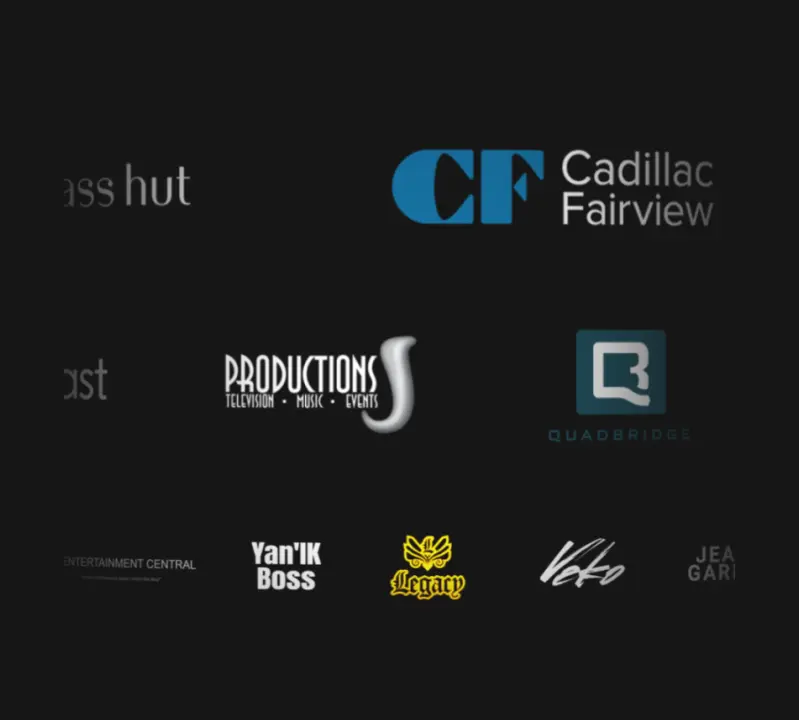 ass hut
CF Cadillac
Fairview
ast
PRODUCTIONS J
TELEVISION • MUSIC • EVENTS
QUADBRIDGE
ENTERTAINMENT CENTRAL
Yan'IK
Boss
Legacy
Veko
JEA
GAR